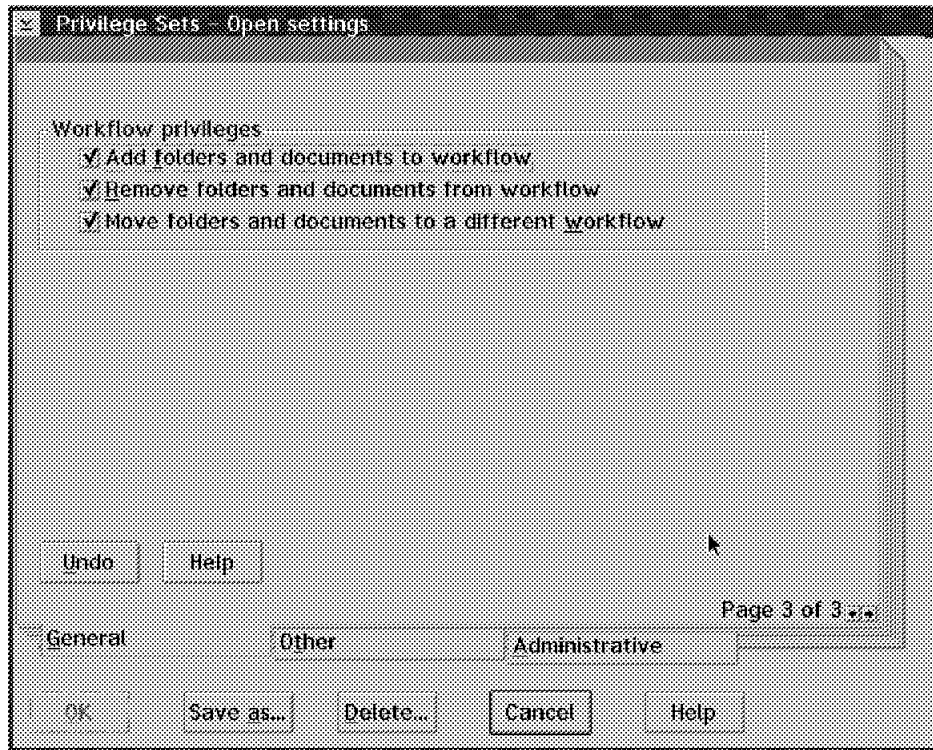 Privilege Sets - Open settings
Workflow privileges
Add folders and documents to workflow
Remove folders and documents from workflow
Move folders and documents to a different workflow
Undo Help
Page 3 of 3
General Other Administrative
OK Save as... Delete... Cancel Help